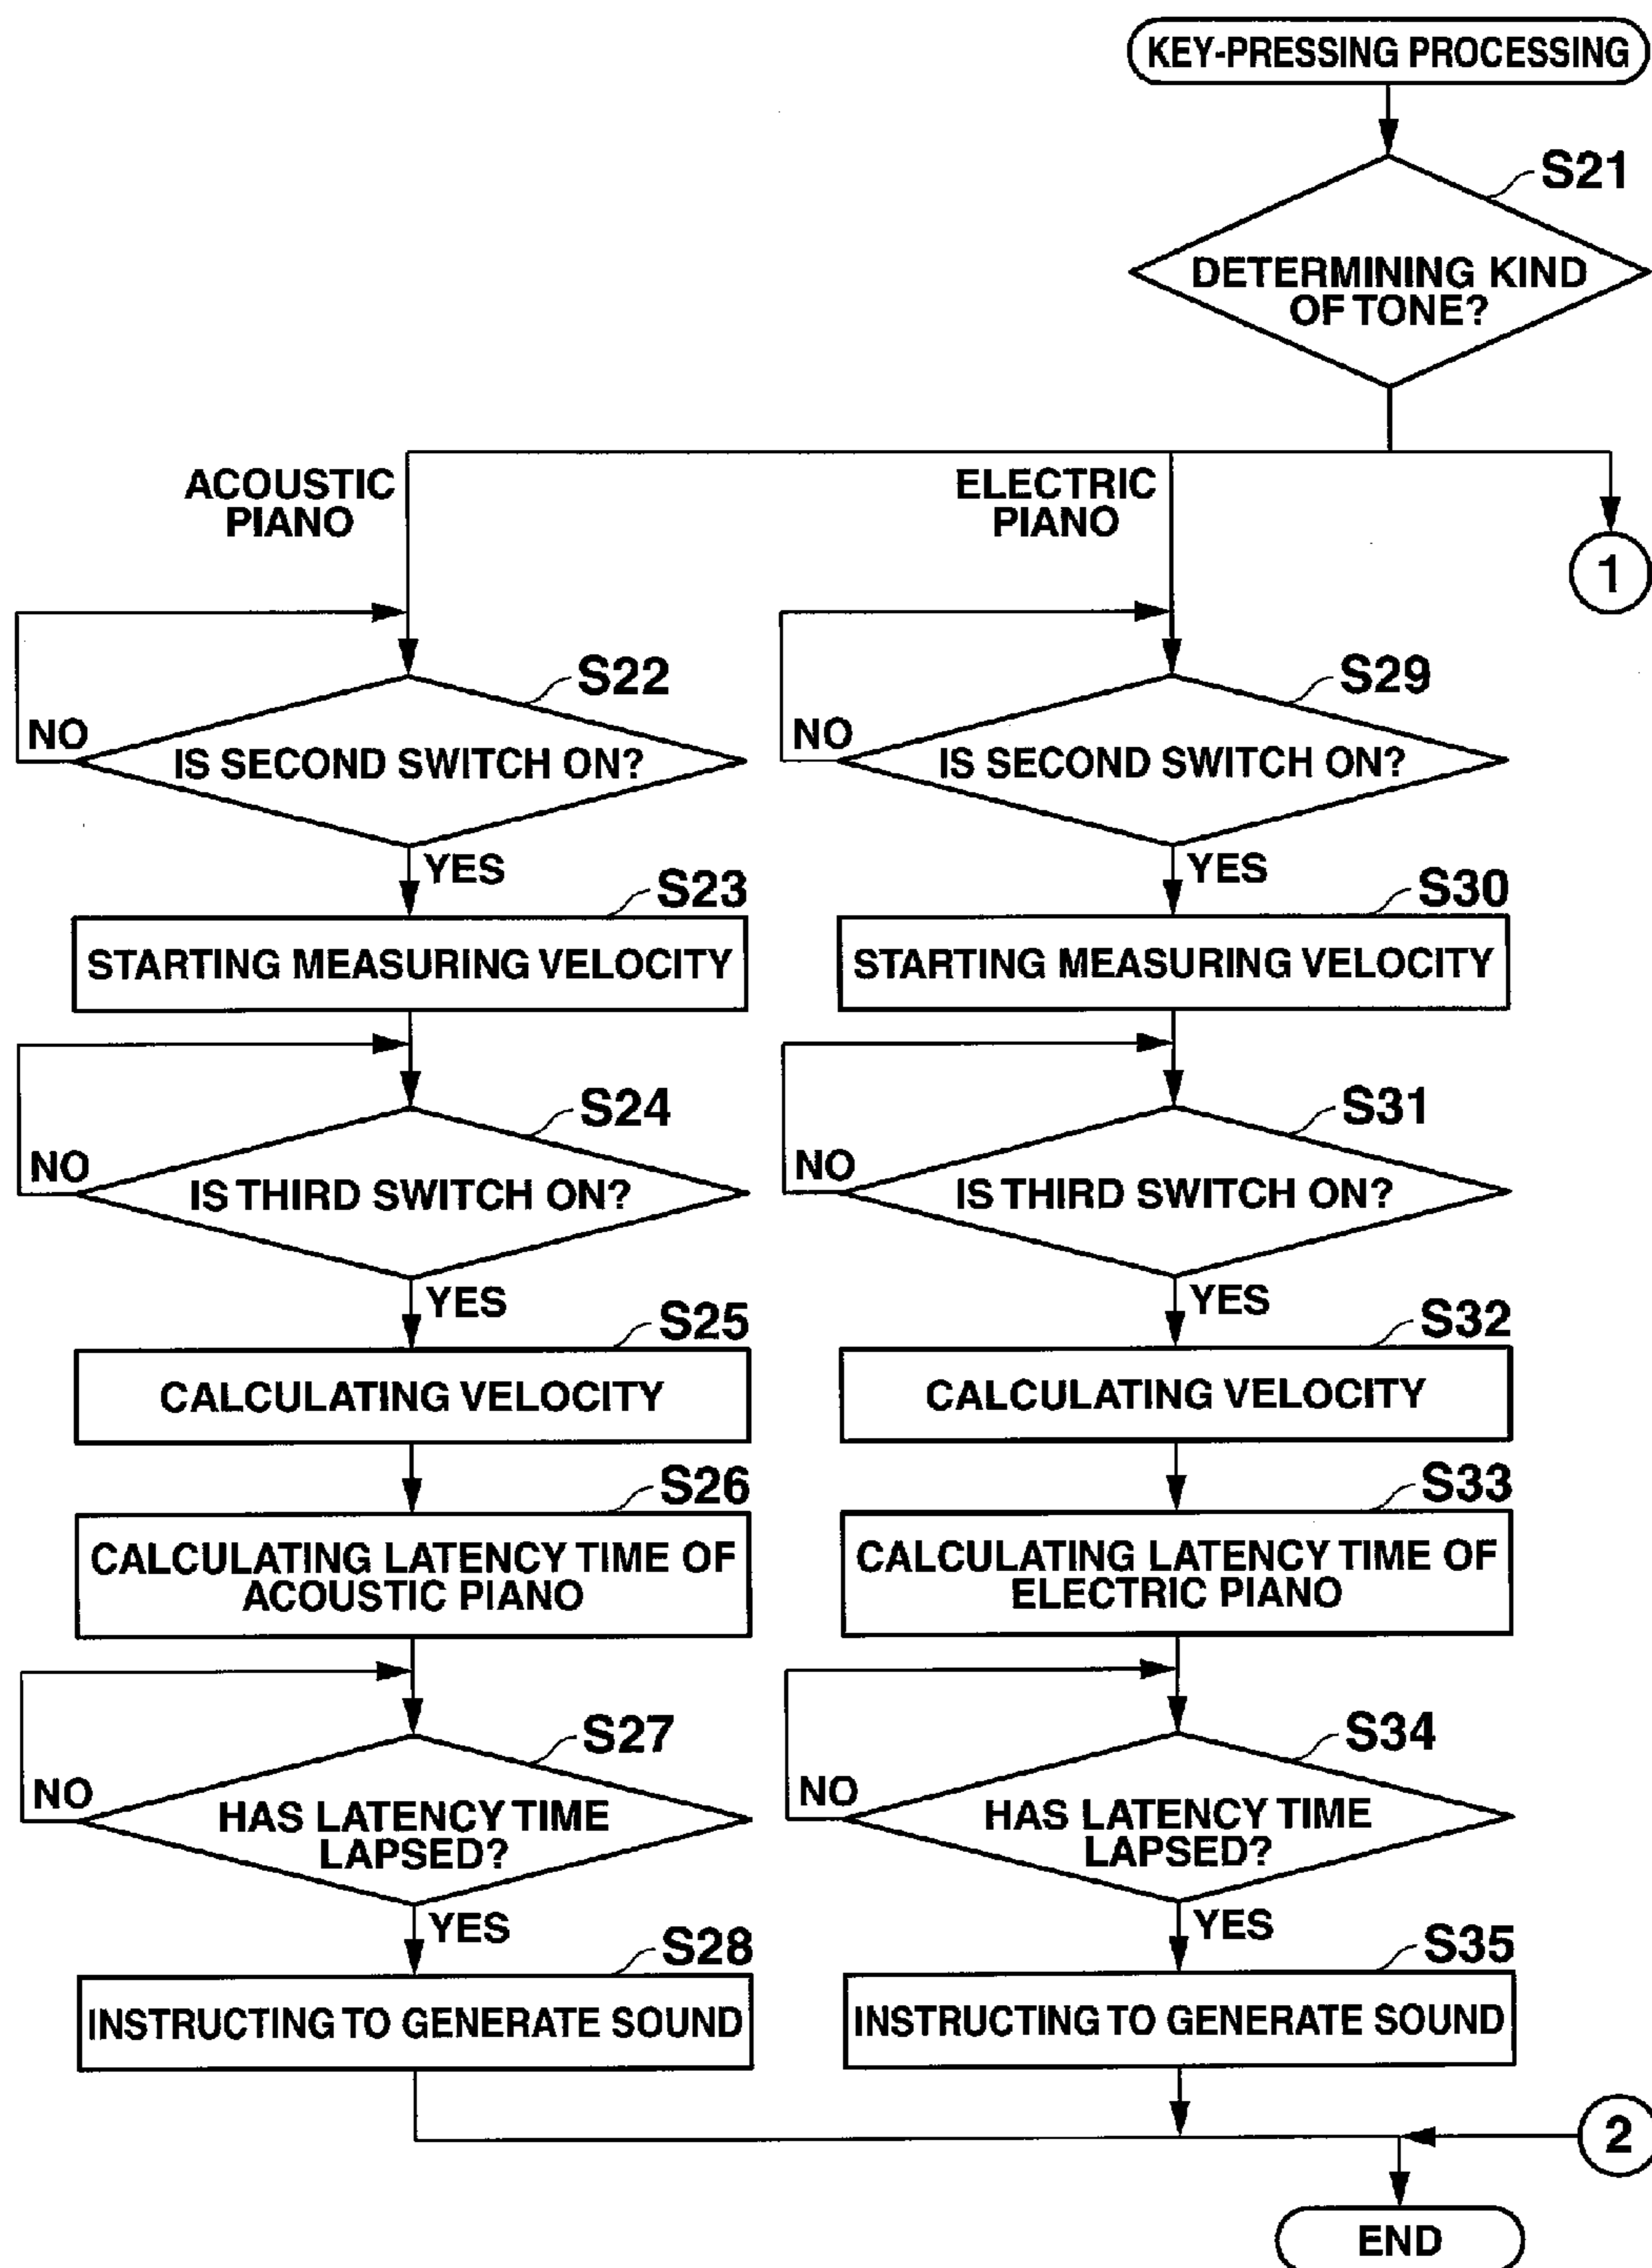 KEY-PRESSING PROCESSING
S21
DETERMINING KIND
OF TONE?
ACOUSTIC
PIANO
ELECTRIC
PIANO
1
S22
NO
IS SECOND SWITCH ON?
YES
S23
STARTING MEASURING VELOCITY
S24
NO
IS THIRD SWITCH ON?
YES
S25
CALCULATING VELOCITY
S26
CALCULATING LATENCY TIME OF
ACOUSTIC PIANO
S27
NO
HAS LATENCY TIME
LAPSED?
YES
S28
INSTRUCTING TO GENERATE SOUND
S29
NO
IS SECOND SWITCH ON?
YES
S30
STARTING MEASURING VELOCITY
S31
NO
IS THIRD SWITCH ON?
YES
S32
CALCULATING VELOCITY
S33
CALCULATING LATENCY TIME OF
ELECTRIC PIANO
S34
NO
HAS LATENCY TIME
LAPSED?
YES
S35
INSTRUCTING TO GENERATE SOUND
2
END